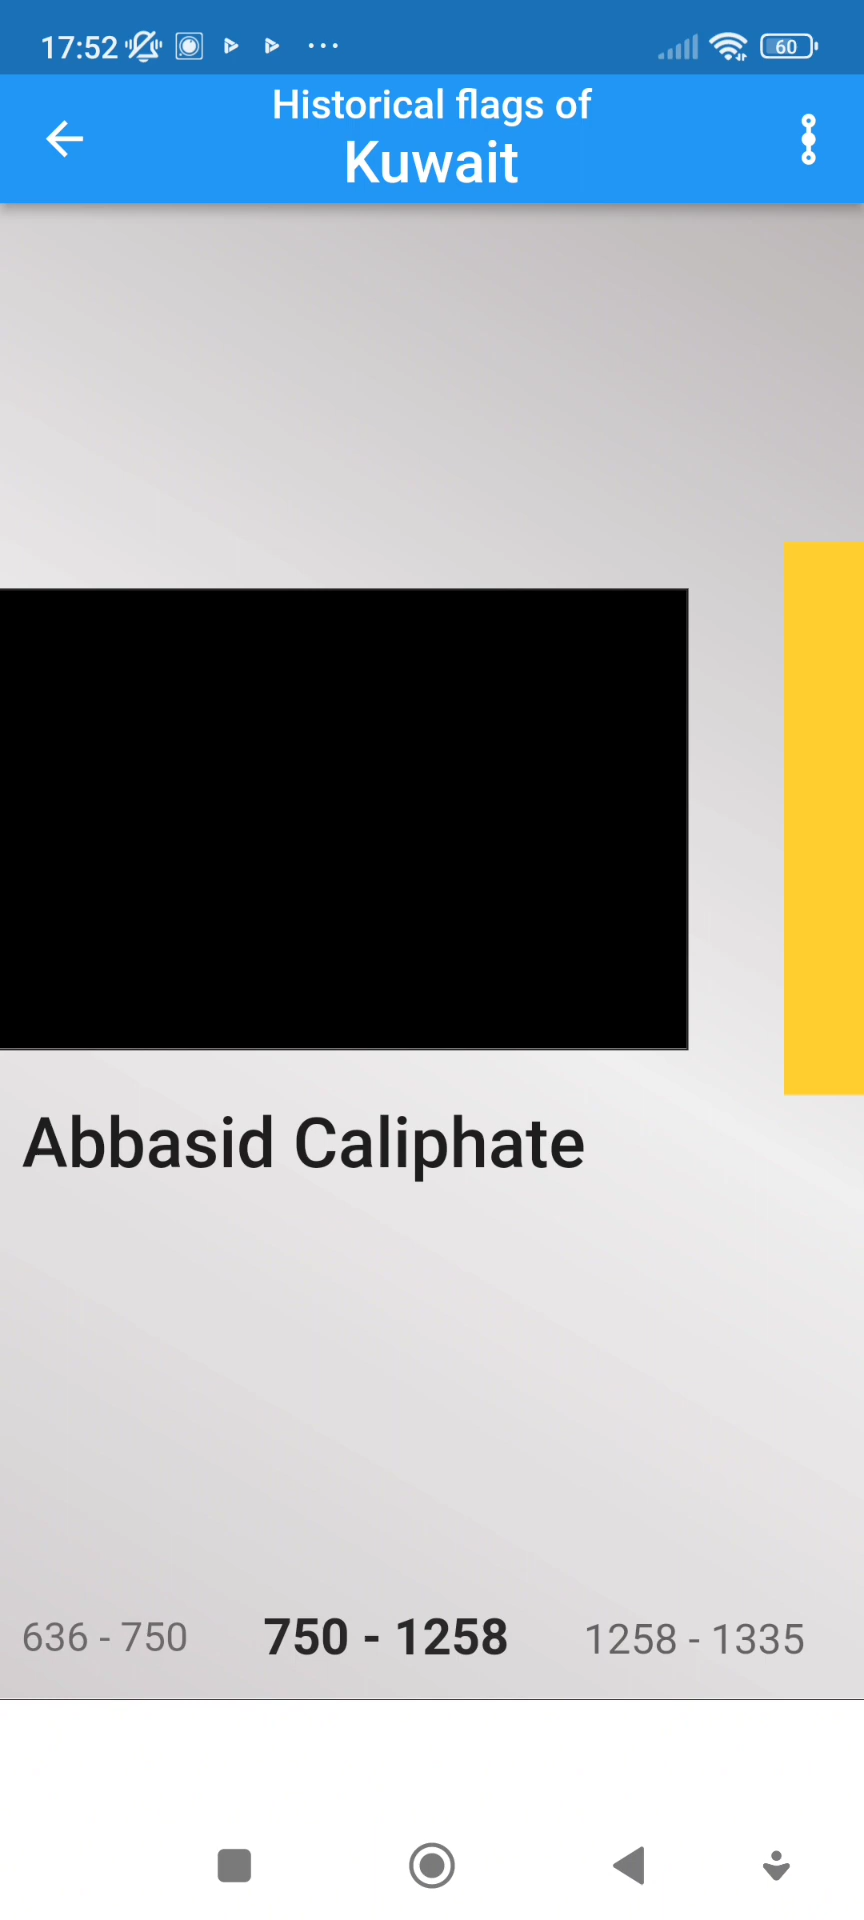 17:52
60
Historical flags of
Kuwait
Abbasid Caliphate
636 - 750 750 - 1258 1258 - 1335